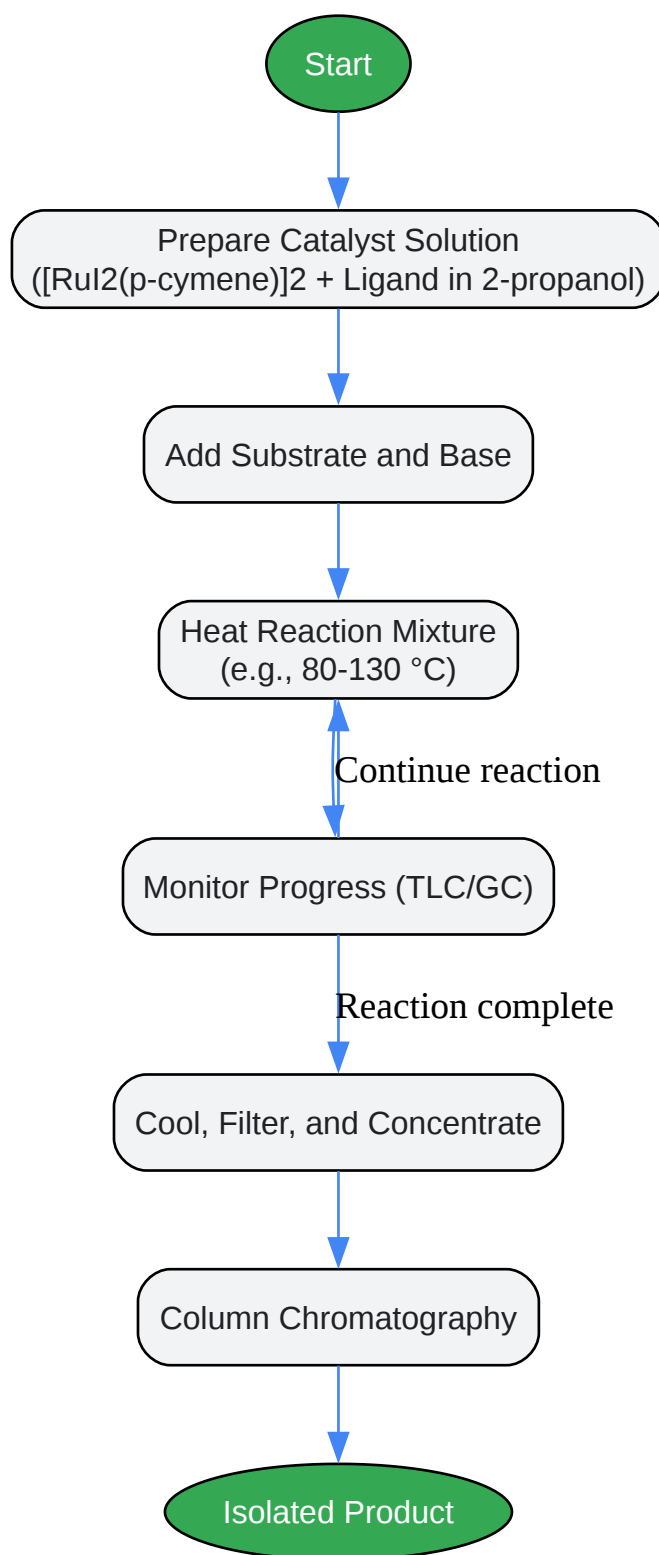 Start
Prepare Catalyst Solution
([RuI2(p-cymene)]2 + Ligand in 2-propanol)
Add Substrate and Base
Heat Reaction Mixture
(e.g., 80-130 °C)
Continue reaction
Monitor Progress (TLC/GC)
Reaction complete
Cool, Filter, and Concentrate
Column Chromatography
Isolated Product